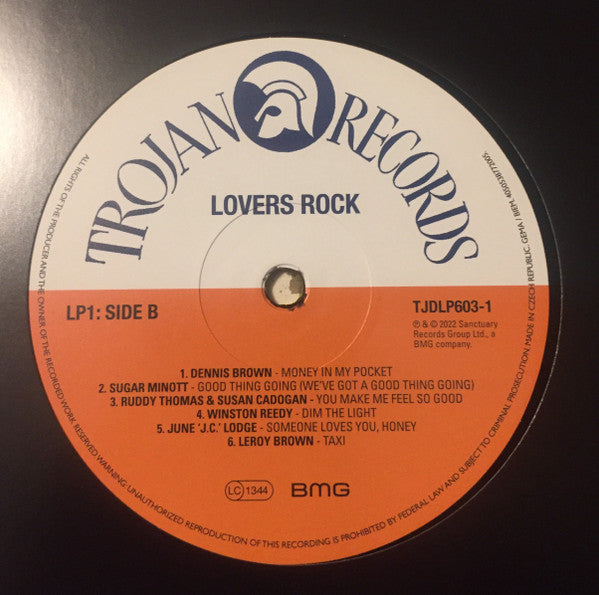 TROJAN RECORDS
LOVERS ROCK
LP1: SIDE B
TJDLP603-1
℗ & © 2022 Sanctuary
Records Group Ltd., a
BMG company.
1. DENNIS BROWN - MONEY IN MY POCKET
2. SUGAR MINOTT - GOOD THING GOING (WE'VE GOT A GOOD THING GOING)
3. RUDDY THOMAS & SUSAN CADOGAN - YOU MAKE ME FEEL SO GOOD
4. WINSTON REEDY - DIM THE LIGHT
5. JUNE 'J.C.' LODGE - SOMEONE LOVES YOU, HONEY
6. LEROY BROWN - TAXI
LC 1344
BMG
ALL RIGHTS OF THE PRODUCER AND THE OWNER OF THE RECORDED WORK RESERVED. WARNING: UNAUTHORIZED REPRODUCTION OF THIS RECORDING IS PROHIBITED BY FEDERAL LAW AND SUBJECT TO CRIMINAL PROSECUTION. MADE IN CZECH REPUBLIC. GEMA / BIEM. 4050538772005.